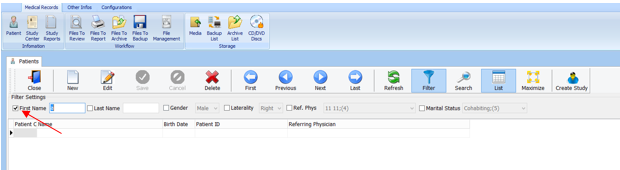 Medical Records Other Infos Configurations
Patient Study Center Study Reports Files To Review Files To Report Files To Archive Files To Backup File Management Media Backup List Archive List CD/DVD Discs
Infomation Workflow Storage
Patients
Close New Edit Save Cancel Delete First Previous Next Last Refresh Filter Search List Maximize Create Study
Filter Settings
First Name Last Name Gender Male Laterality Right Ref. Phys 11 11;(4) Marital Status Cohabiting;(5)
Patient C Name Birth Date Patient ID Referring Physician